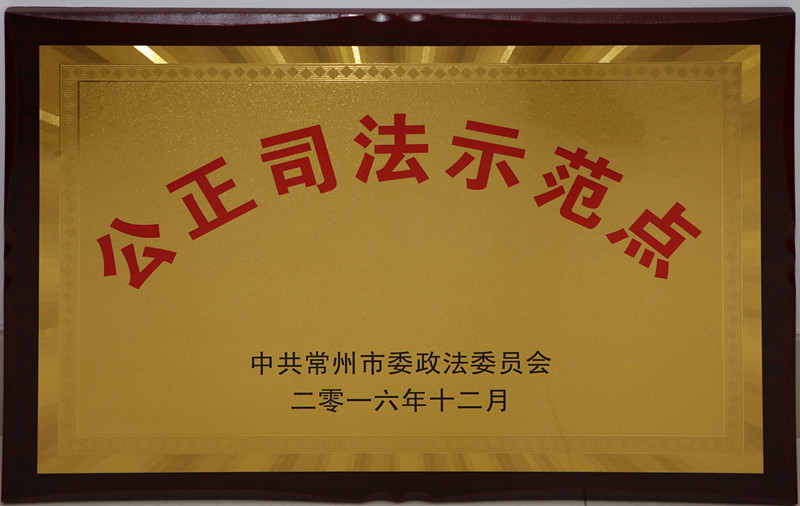 公正司法示范点
中共常州市委政法委员会
二零一六年十二月